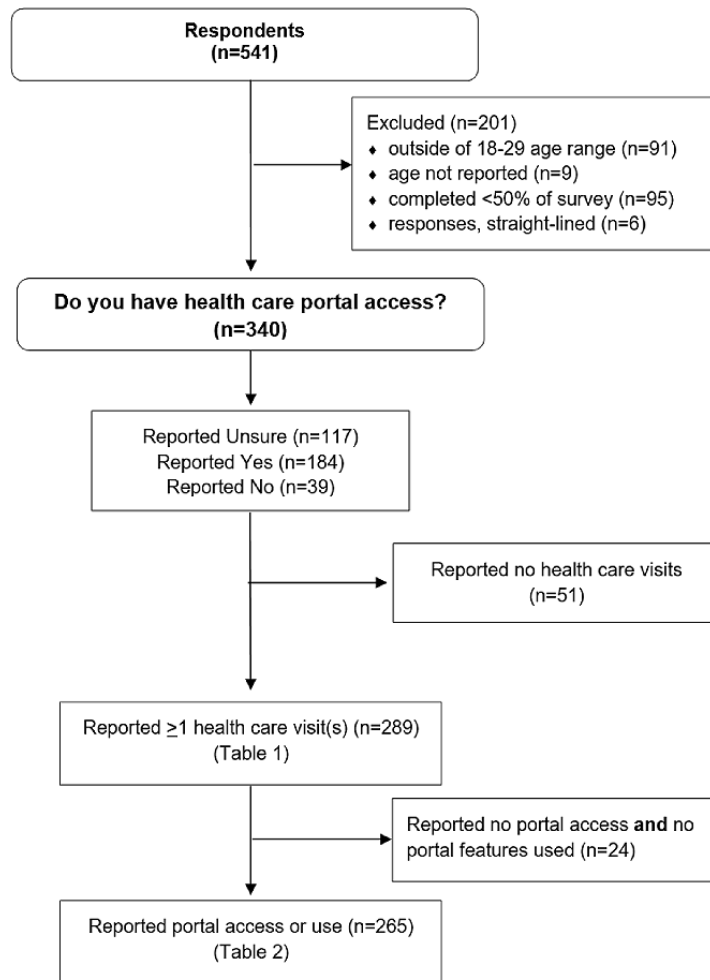 Respondents
(n=541)
Excluded (n=201)
♦ outside of 18-29 age range (n=91)
♦ age not reported (n=9)
♦ completed <50% of survey (n=95)
♦ responses, straight-lined (n=6)
Do you have health care portal access?
(n=340)
Reported Unsure (n=117)
Reported Yes (n=184)
Reported No (n=39)
Reported no health care visits
(n=51)
Reported ≥1 health care visit(s) (n=289)
(Table 1)
Reported no portal access and no
portal features used (n=24)
Reported portal access or use (n=265)
(Table 2)